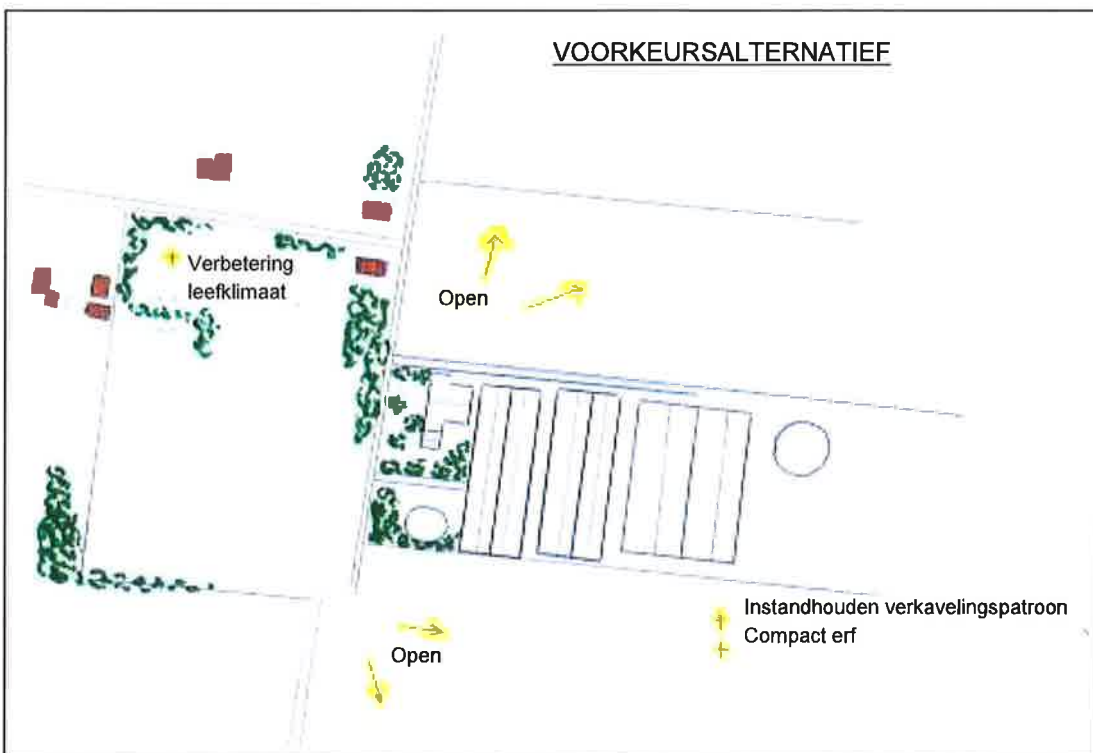 VOORKEURSALTERNATIEF
Verbetering
leefklimaat
Open
Open
Instandhouden verkavelingspatroon
Compact erf